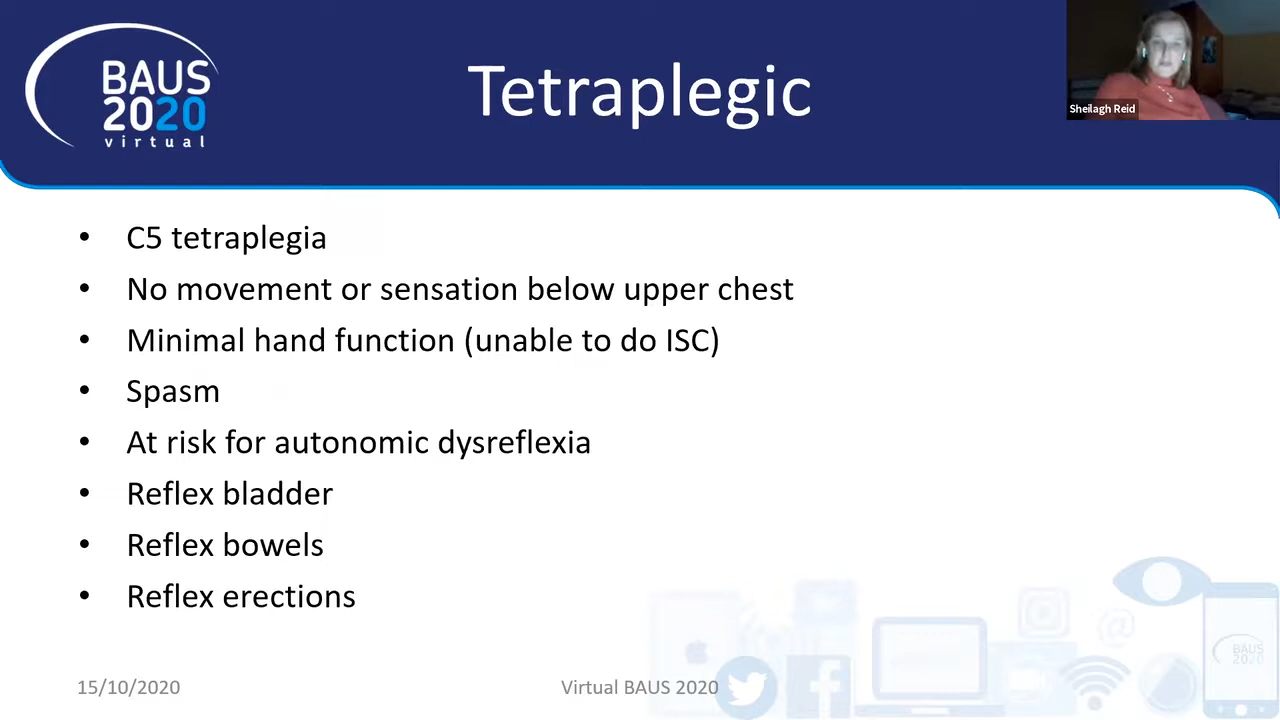 BAUS
2020
virtual
Tetraplegic
Sheilagh Reid
• C5 tetraplegia
• No movement or sensation below upper chest
• Minimal hand function (unable to do ISC)
• Spasm
• At risk for autonomic dysreflexia
• Reflex bladder
• Reflex bowels
• Reflex erections
BAUS
2020
15/10/2020
Virtual BAUS 2020